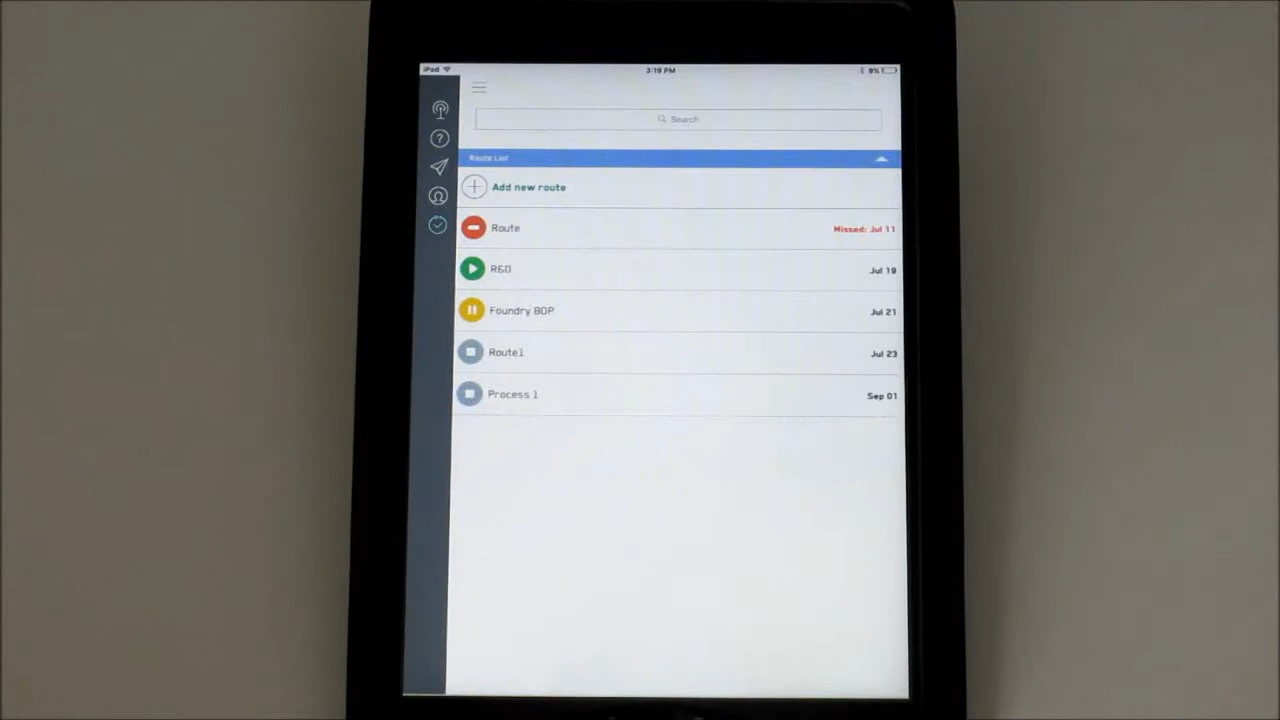 iPad 3:19 PM 9%
Search
Route List
Add new route
Route Missed: Jul 11
R&D Jul 19
Foundry BOP Jul 21
Route1 Jul 23
Process 1 Sep 01